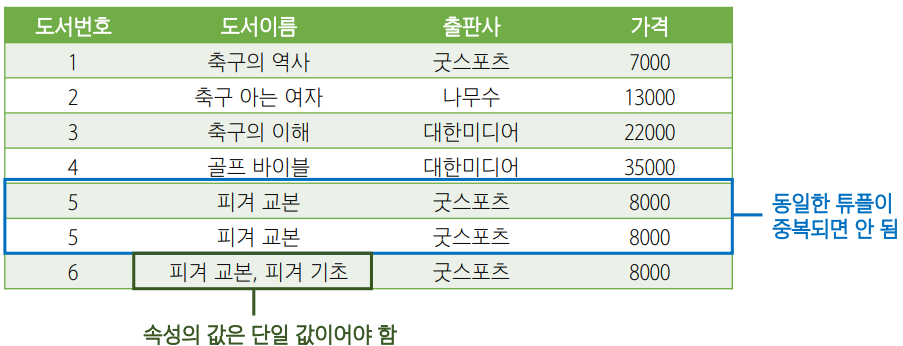 도서번호 도서이름 출판사 가격
1 축구의 역사 굿스포츠 7000
2 축구 아는 여자 나무수 13000
3 축구의 이해 대한미디어 22000
4 골프 바이블 대한미디어 35000
5 피겨 교본 굿스포츠 8000
5 피겨 교본 굿스포츠 8000
6 피겨 교본, 피겨 기초 굿스포츠 8000
동일한 튜플이
중복되면 안 됨
속성의 값은 단일 값이어야 함